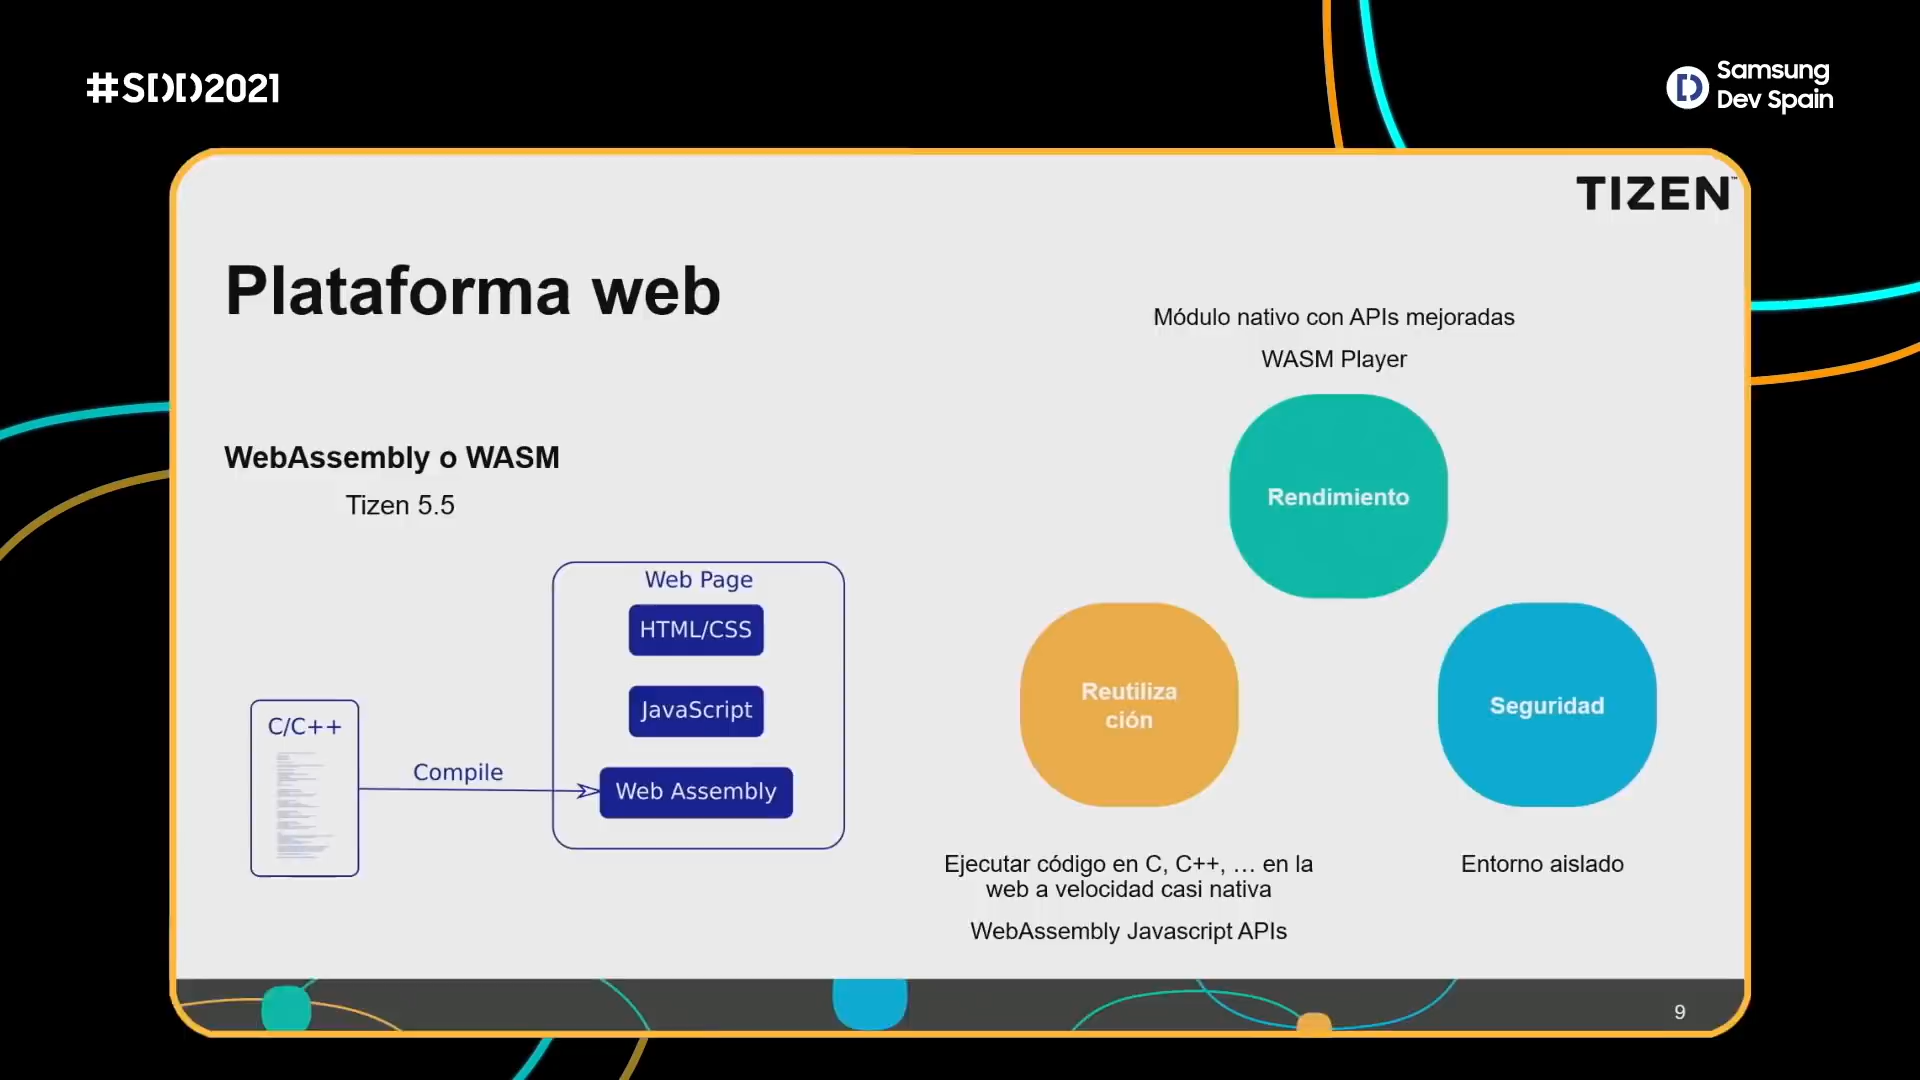 #SDD2021
Samsung
Dev Spain
TIZEN™
Plataforma web
WebAssembly o WASM
Tizen 5.5
C/C++
Compile
Web Page
HTML/CSS
JavaScript
Web Assembly
Módulo nativo con APIs mejoradas
WASM Player
Rendimiento
Reutiliza
ción
Seguridad
Ejecutar código en C, C++, … en la
web a velocidad casi nativa
WebAssembly Javascript APIs
Entorno aislado
9